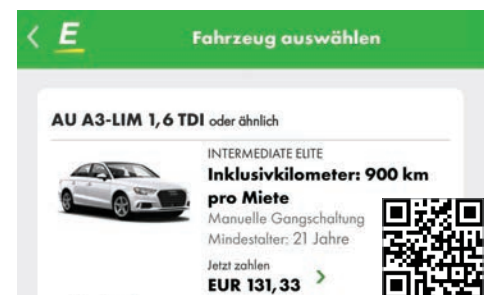 E
Fahrzeug auswählen
AU A3-LIM 1,6 TDI oder ähnlich
INTERMEDIATE ELITE
Inklusivkilometer: 900 km
pro Miete
Manuelle Gangschaltung
Mindestalter: 21 Jahre
Jetzt zahlen
EUR 131,33